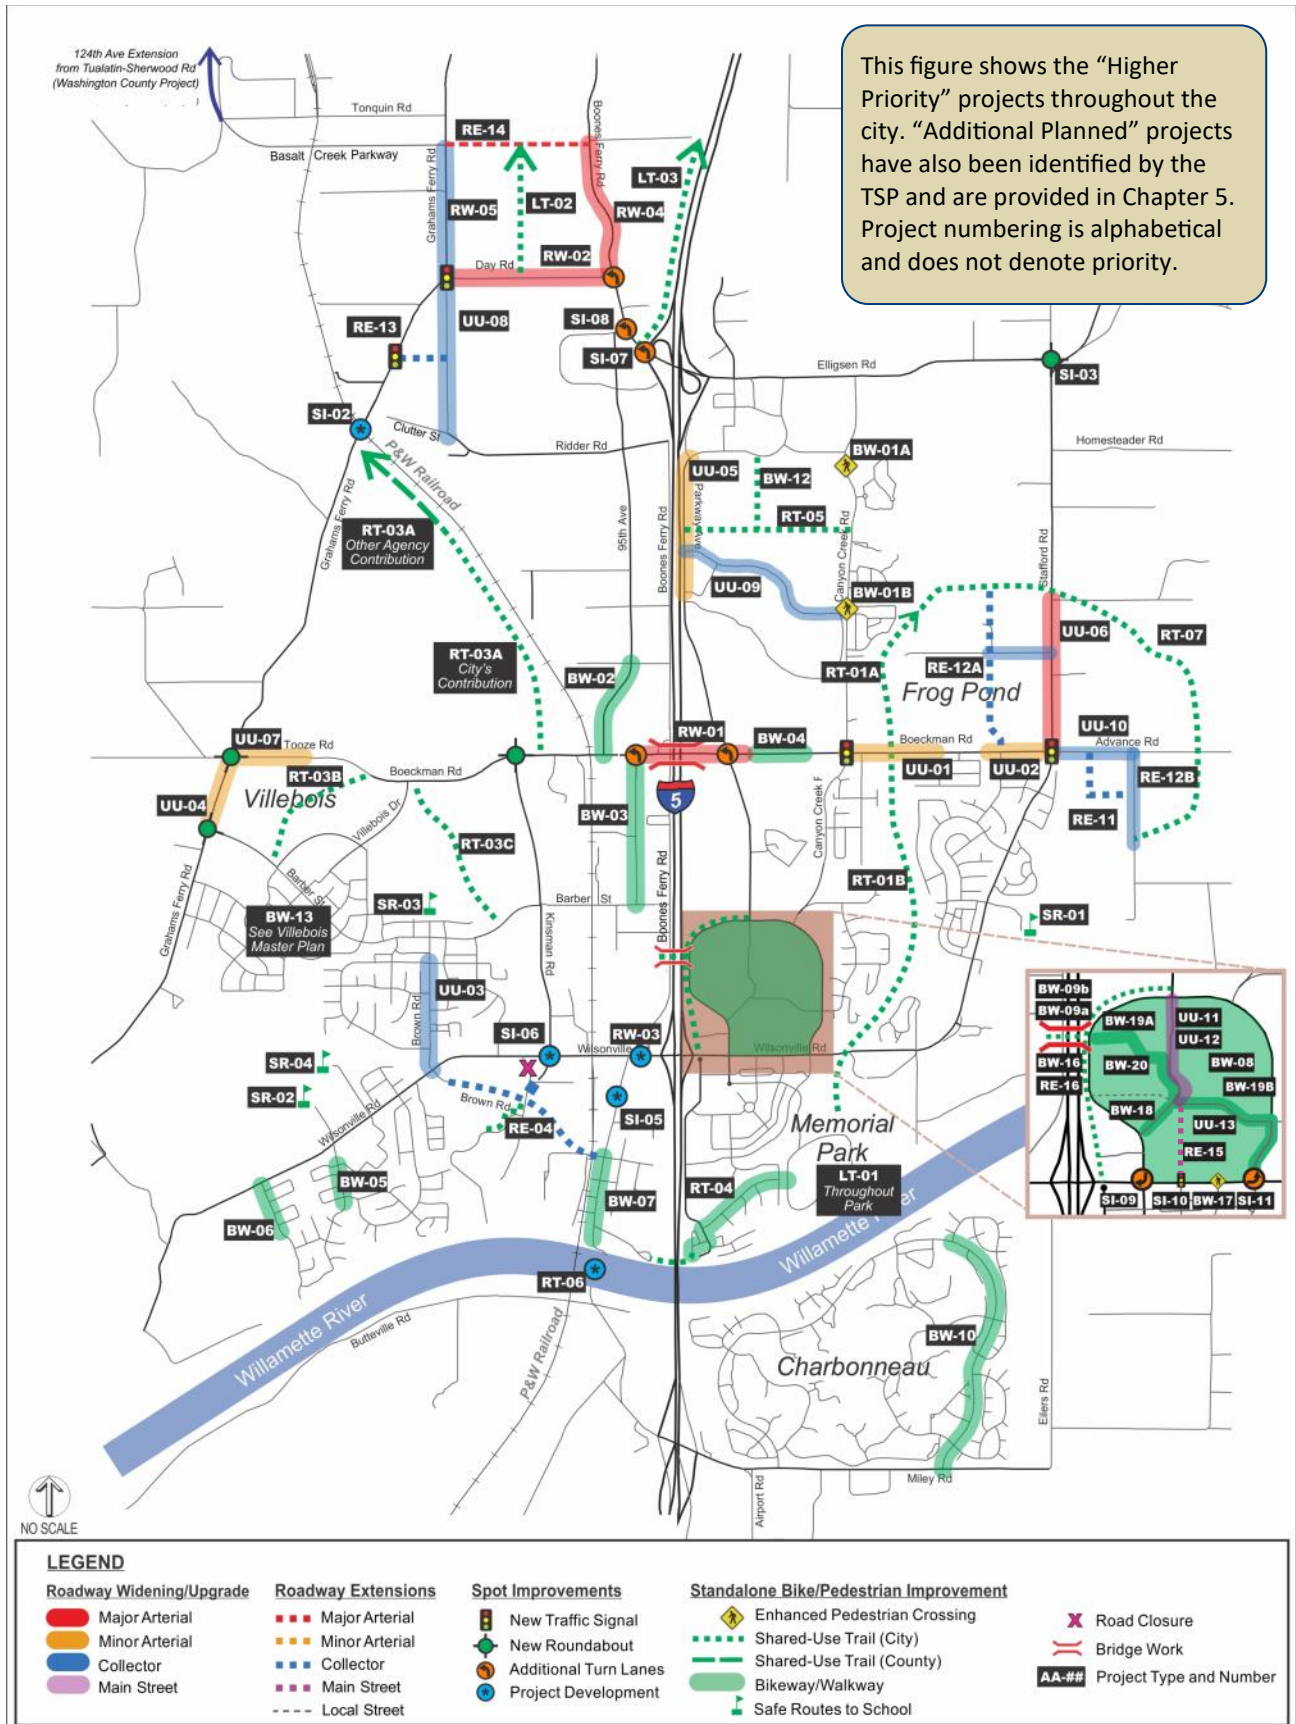 124th Ave Extension
from Tualatin-Sherwood Rd
(Washington County Project)
This figure shows the “Higher
Priority” projects throughout the
city. “Additional Planned” projects
have also been identified by the
TSP and are provided in Chapter 5.
Project numbering is alphabetical
and does not denote priority.
Tonquin Rd
Boones Ferry Rd
RE-14
Basalt Creek Parkway
Grahams Ferry Rd
LT-03
LT-02
RW-05
RW-04
RW-02
Day Rd
SI-08
UU-08
RE-13
SI-07
Elligsen Rd
SI-03
SI-02
Clutter St
Ridder Rd
Homesteader Rd
P&W Railroad
BW-01A
UU-05
BW-12
Parkway Ave
RT-05
Grahams Ferry Rd
95th Ave
Boones Ferry Rd
Canyon Creek Rd
Stafford Rd
RT-03A
Other Agency
Contribution
UU-09
BW-01B
UU-06
RT-07
RT-03A
City's
Contribution
BW-02
RT-01A
RE-12A
Frog Pond
RW-01
BW-04
UU-10
UU-07
Tooze Rd
Boeckman Rd
Advance Rd
RT-03B
Boeckman Rd
UU-01
UU-02
RE-12B
UU-04
Villebois
5
Villebois Dr
BW-03
RE-11
Canyon Creek R
RT-03C
Boones Ferry Rd
Grahams Ferry Rd
Barber St
RT-01B
SR-03
Barber St
SR-01
BW-13
See Villebois
Master Plan
Kinsman Rd
UU-03
Brown Rd
SI-06
RW-03
Wilsonville
Wilsonville Rd
SR-04
SR-02
Brown Rd
RE-04
SI-05
Wilsonville Rd
Memorial
Park
BW-09b
BW-09a
BW-19A
UU-11
UU-12
BW-16
BW-20
BW-08
RE-16
BW-19B
BW-18
UU-13
RE-15
SI-09
SI-10
BW-17
SI-11
BW-05
BW-07
RT-04
LT-01
Throughout
Park
BW-06
Willamette River
RT-06
Willamette River
Butteville Rd
P&W Railroad
BW-10
Charbonneau
Eilers Rd
Miley Rd
Airport Rd
NO SCALE
LEGEND
Roadway Widening/Upgrade
Major Arterial
Minor Arterial
Collector
Main Street
Roadway Extensions
Major Arterial
Minor Arterial
Collector
Main Street
Local Street
Spot Improvements
New Traffic Signal
New Roundabout
Additional Turn Lanes
Project Development
Standalone Bike/Pedestrian Improvement
Enhanced Pedestrian Crossing
Shared-Use Trail (City)
Shared-Use Trail (County)
Bikeway/Walkway
Safe Routes to School
Road Closure
Bridge Work
AA-## Project Type and Number